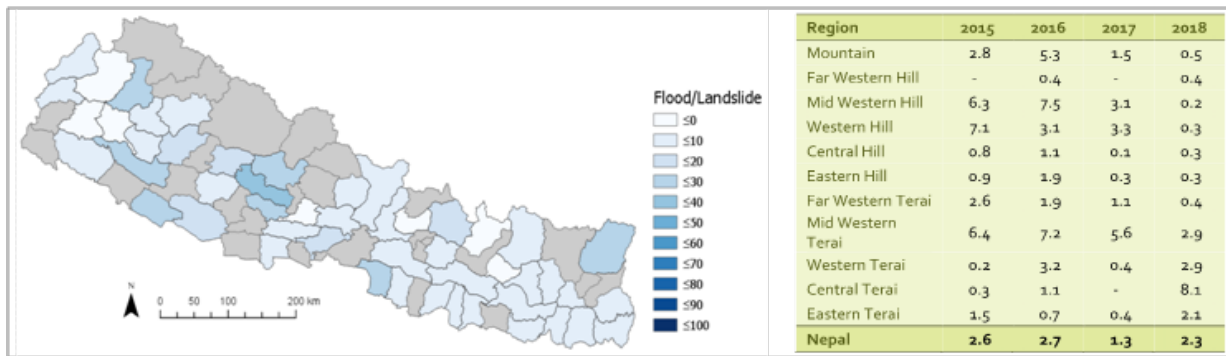 Flood/Landslide
≤0
≤10
≤20
≤30
≤40
≤50
≤60
≤70
≤80
≤90
≤100
N
0 50 100 200 km
Region 2015 2016 2017 2018
Mountain 2.8 5.3 1.5 0.5
Far Western Hill - 0.4 - 0.4
Mid Western Hill 6.3 7.5 3.1 0.2
Western Hill 7.1 3.1 3.3 0.3
Central Hill 0.8 1.1 0.1 0.3
Eastern Hill 0.9 1.9 0.3 0.3
Far Western Terai 2.6 1.9 1.1 0.4
Mid Western
Terai 6.4 7.2 5.6 2.9
Western Terai 0.2 3.2 0.4 2.9
Central Terai 0.3 1.1 - 8.1
Eastern Terai 1.5 0.7 0.4 2.1
Nepal 2.6 2.7 1.3 2.3